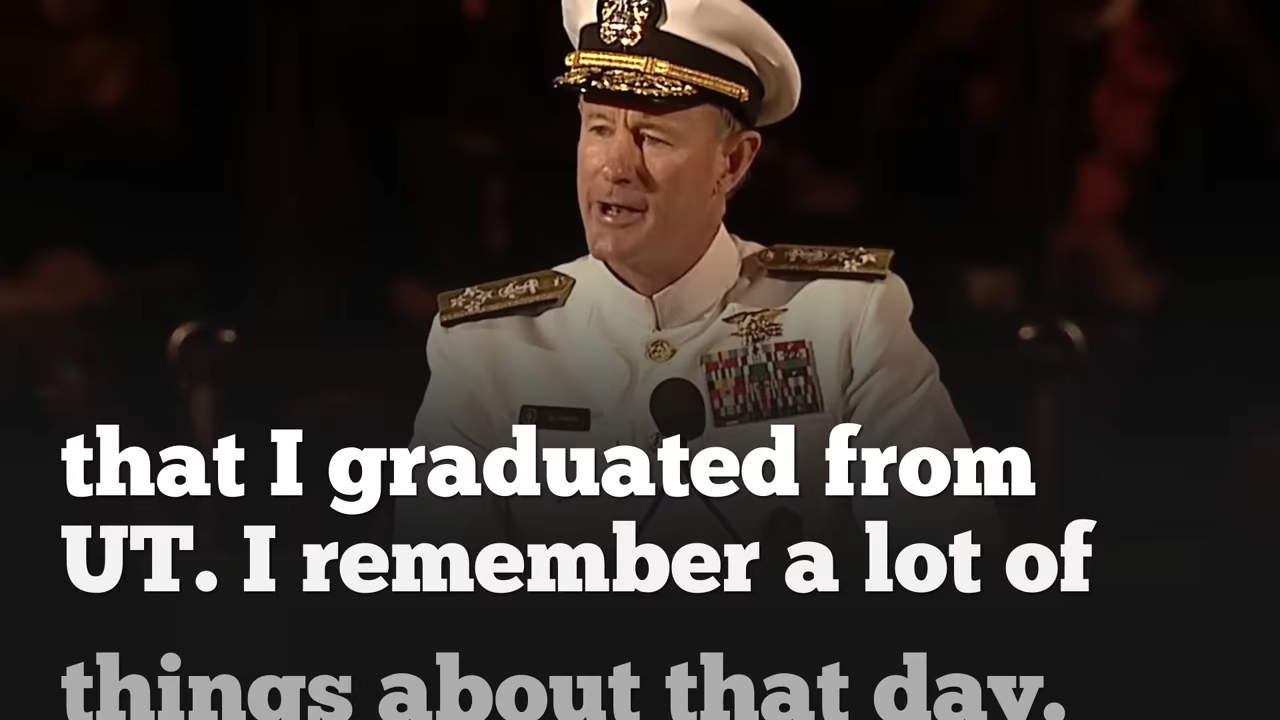 that I graduated from
UT. I remember a lot of
things about that day.